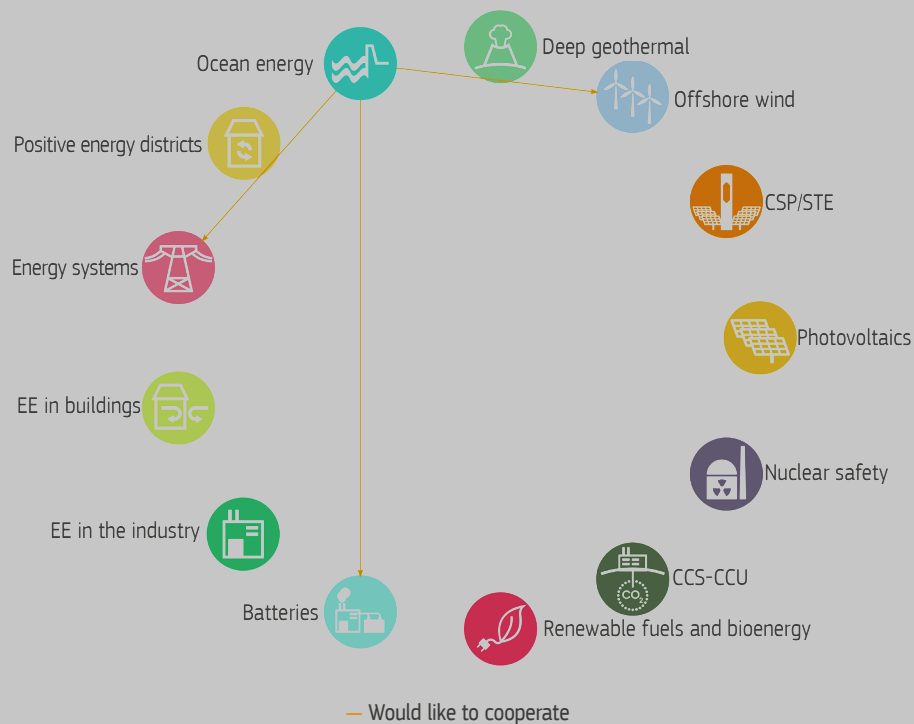 Deep geothermal
Ocean energy
Offshore wind
Positive energy districts
CSP/STE
Energy systems
Photovoltaics
EE in buildings
Nuclear safety
EE in the industry
CCS-CCU
CO2
Batteries
Renewable fuels and bioenergy
Would like to cooperate